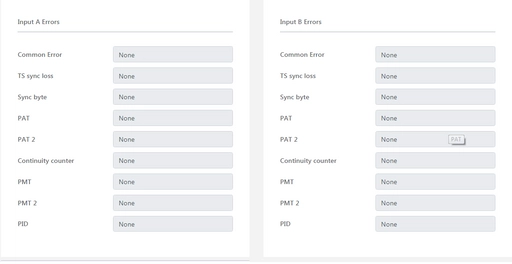 Input A Errors
Common Error None
TS sync loss None
Sync byte None
PAT None
PAT 2 None
Continuity counter None
PMT None
PMT 2 None
PID None
Input B Errors
Common Error None
TS sync loss None
Sync byte None
PAT None
PAT 2 None PAT
Continuity counter None
PMT None
PMT 2 None
PID None